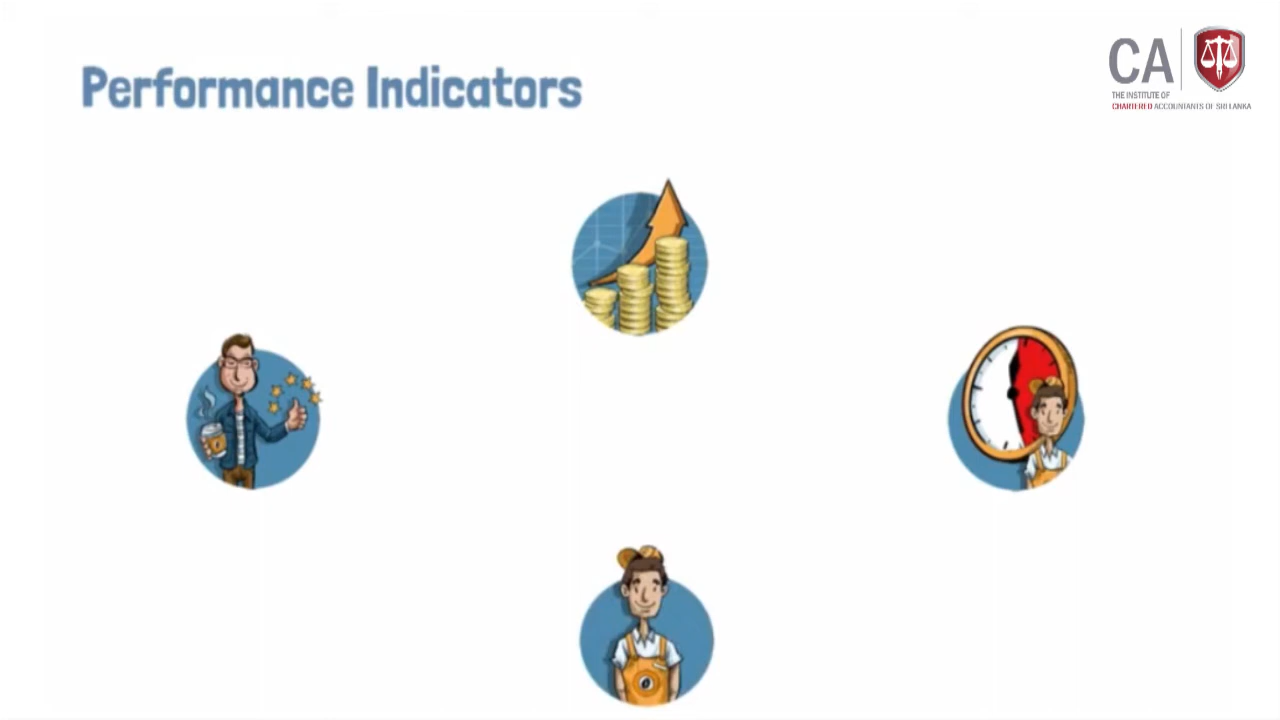 Performance Indicators
CA
THE INSTITUTE OF
CHARTERED ACCOUNTANTS OF SRI LANKA